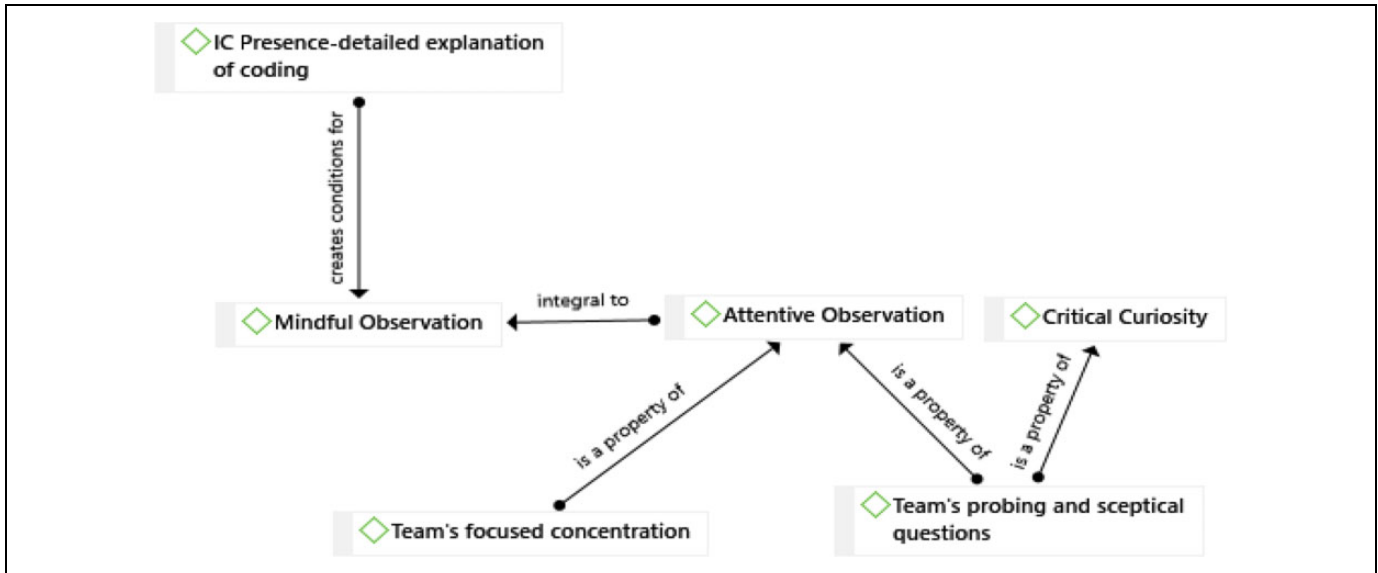 IC Presence-detailed explanation
of coding
creates conditions for
Mindful Observation
integral to
Attentive Observation
Critical Curiosity
is a property of
is a property of
is a property of
Team's focused concentration
Team's probing and sceptical
questions